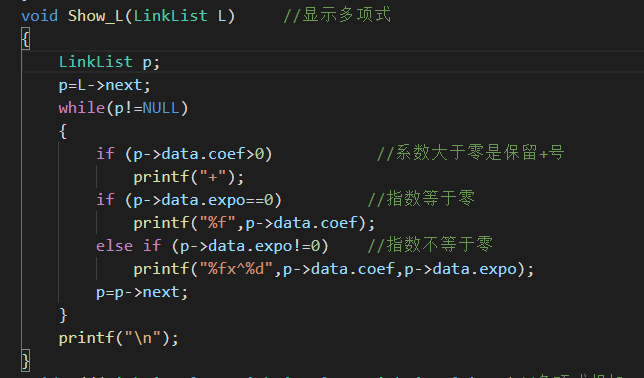 void Show_L(LinkList L)    //显示多项式
{
    LinkList p;
    p=L->next;
    while(p!=NULL)
    {
        if (p->data.coef>0)           //系数大于零是保留+号
            printf("+");
        if (p->data.expo==0)         //指数等于零
            printf("%f",p->data.coef);
        else if (p->data.expo!=0)    //指数不等于零
            printf("%fx^%d",p->data.coef,p->data.expo);
        p=p->next;
    }
    printf("\n");
}